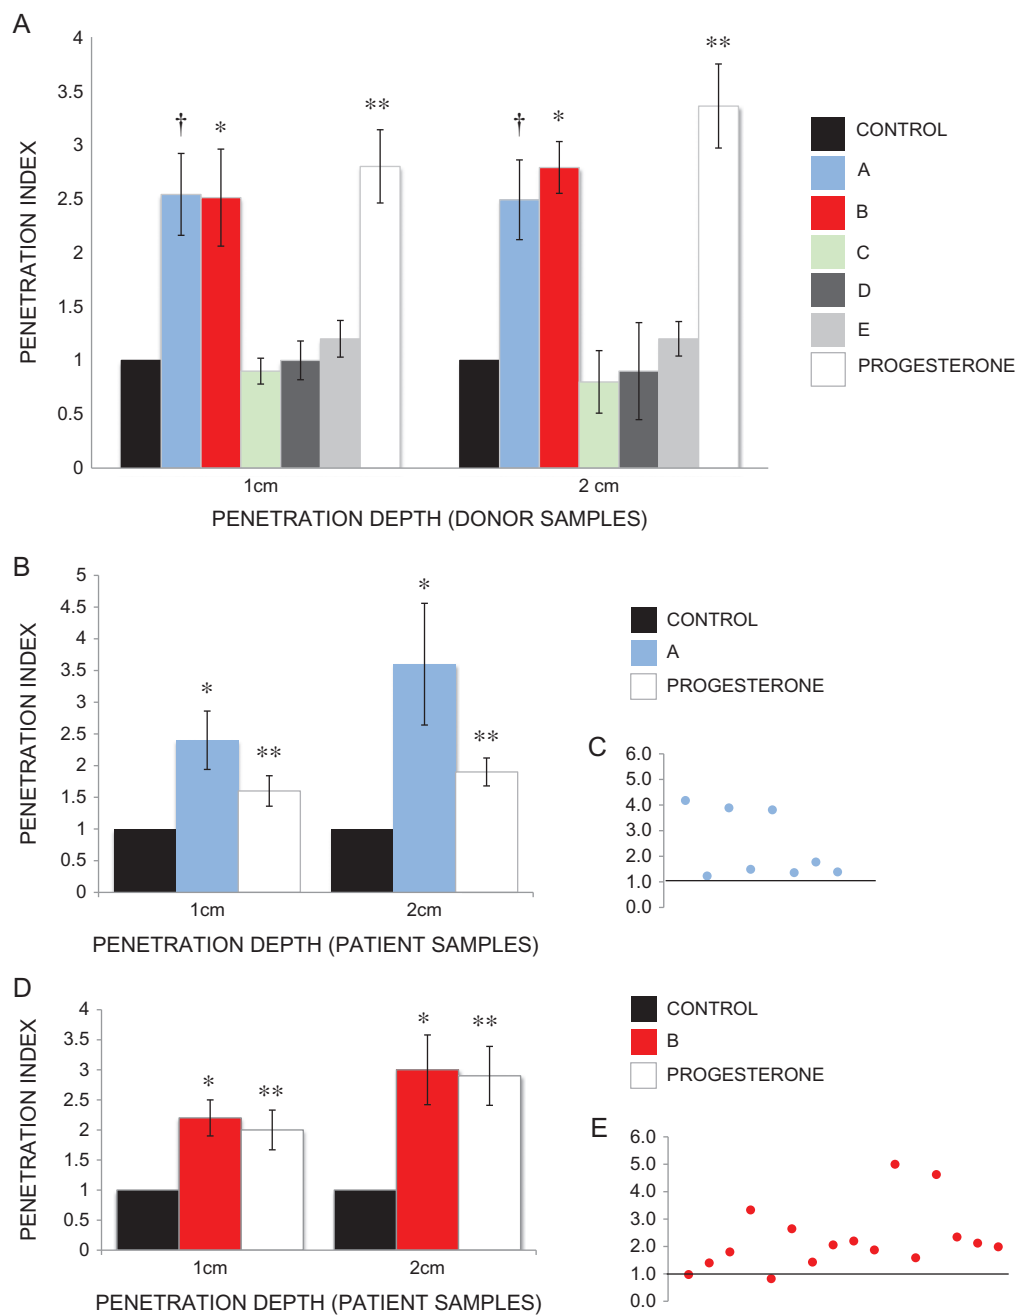 A
PENETRATION INDEX
4
3.5
3
2.5
2
1.5
1
0.5
0
†
*
**
†
*
**
1cm
2 cm
PENETRATION DEPTH (DONOR SAMPLES)
CONTROL
A
B
C
D
E
PROGESTERONE
B
PENETRATION INDEX
5
4.5
4
3.5
3
2.5
2
1.5
1
0.5
0
*
**
*
**
1cm
2cm
PENETRATION DEPTH (PATIENT SAMPLES)
CONTROL
A
PROGESTERONE
C
6.0
5.0
4.0
3.0
2.0
1.0
0.0
D
PENETRATION INDEX
4
3.5
3
2.5
2
1.5
1
0.5
0
*
**
*
**
1cm
2cm
PENETRATION DEPTH (PATIENT SAMPLES)
CONTROL
B
PROGESTERONE
E
6.0
5.0
4.0
3.0
2.0
1.0
0.0